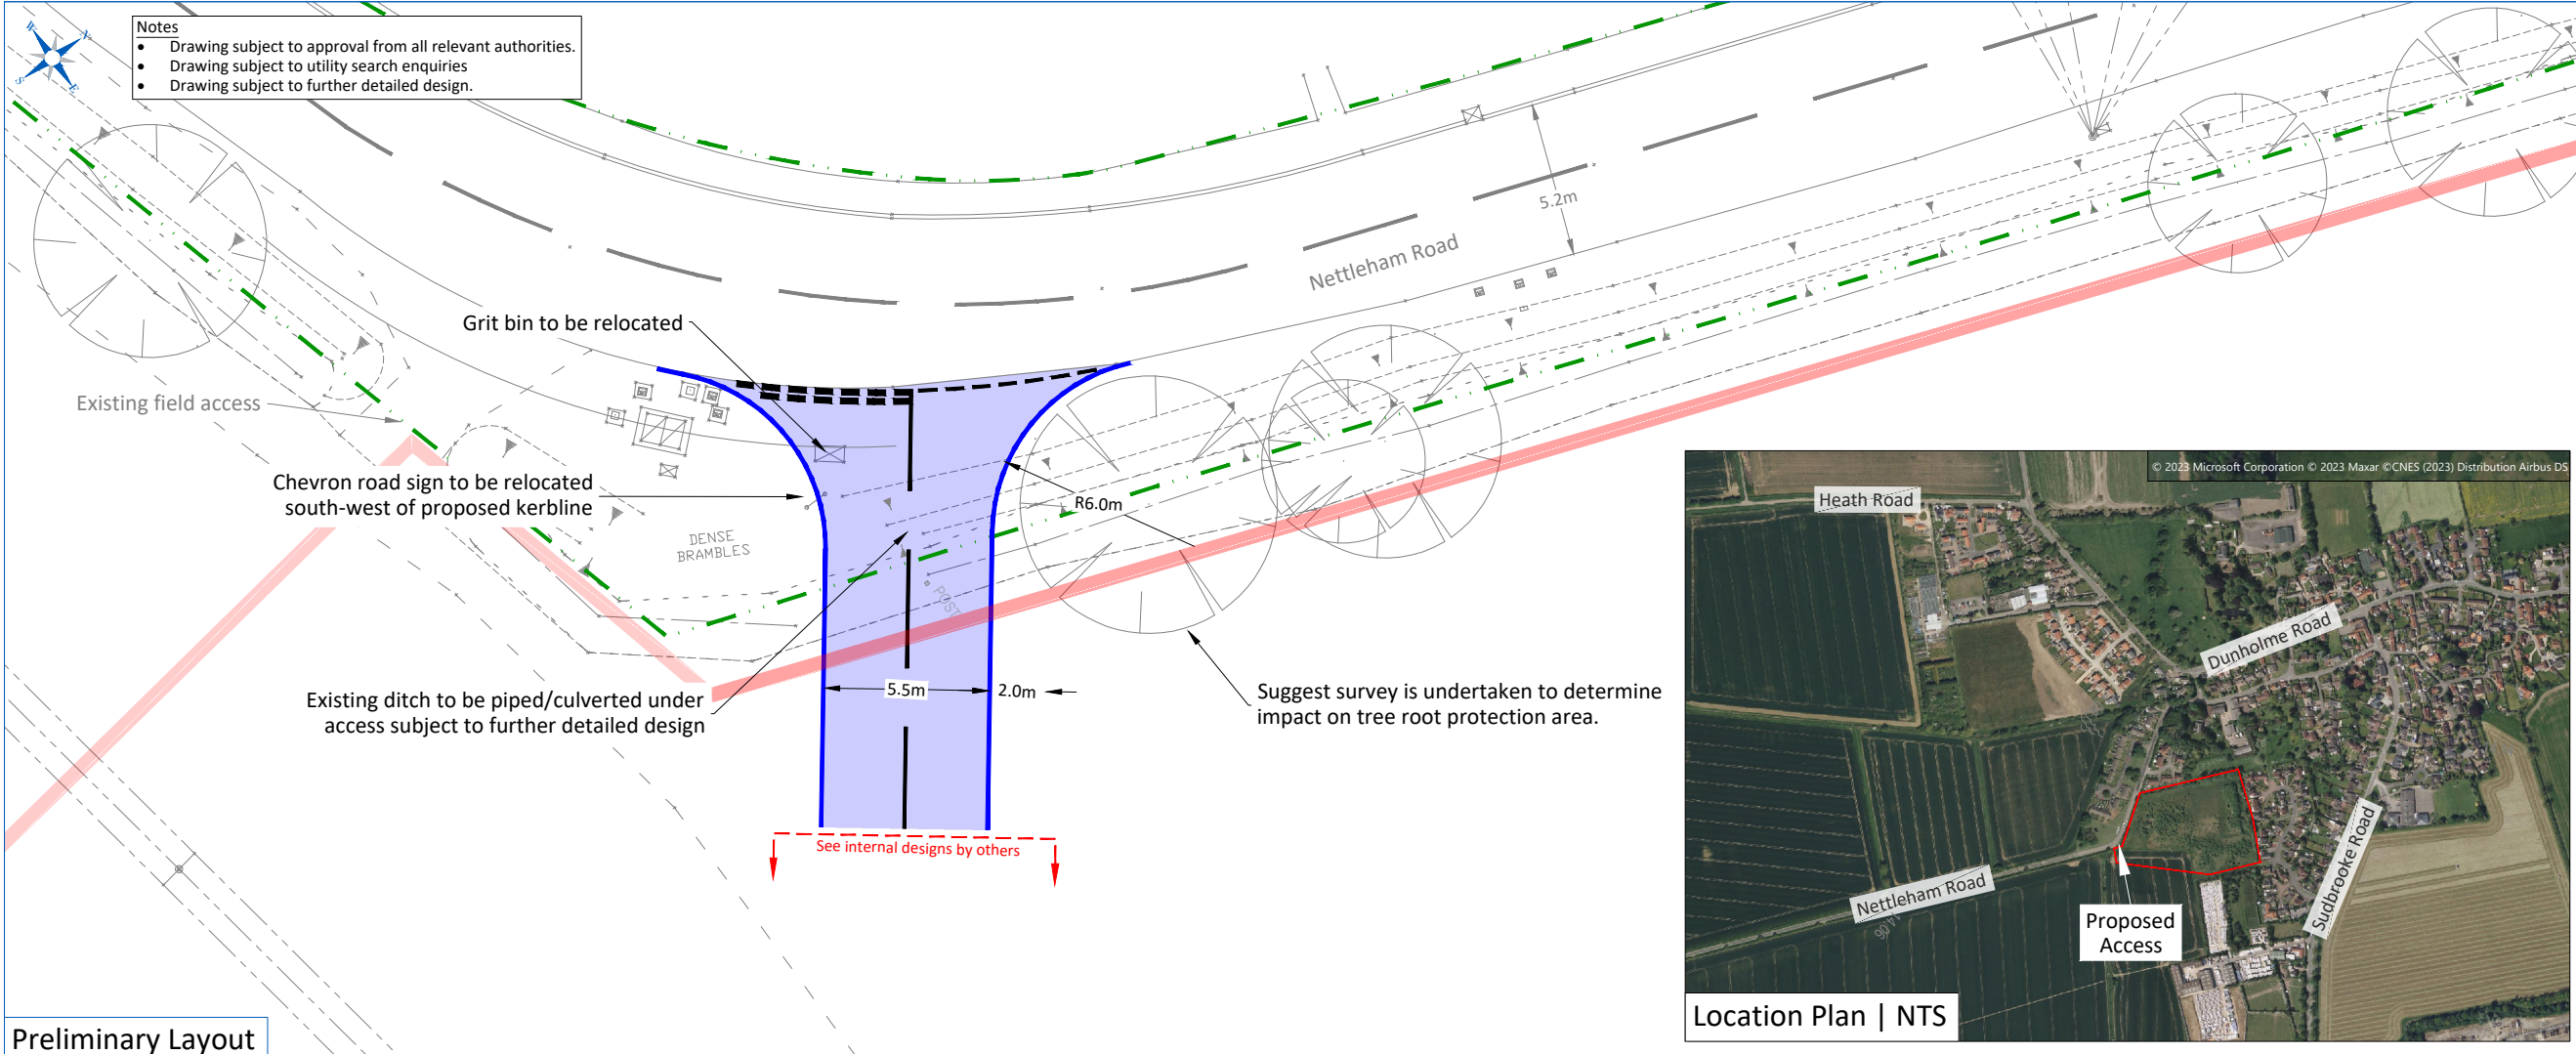 W
N
S
E
Notes
• Drawing subject to approval from all relevant authorities.
• Drawing subject to utility search enquiries
• Drawing subject to further detailed design.
5.2m
Nettleham Road
Grit bin to be relocated
Existing field access
Chevron road sign to be relocated
south-west of proposed kerbline
DENSE
BRAMBLES
R6.0m
POST
5.5m
2.0m
Existing ditch to be piped/culverted under
access subject to further detailed design
Suggest survey is undertaken to determine
impact on tree root protection area.
See internal designs by others
Preliminary Layout
© 2023 Microsoft Corporation © 2023 Maxar ©CNES (2023) Distribution Airbus DS
Heath Road
Dunholme Road
Nettleham Road
Sudbrooke Road
Proposed
Access
Location Plan | NTS